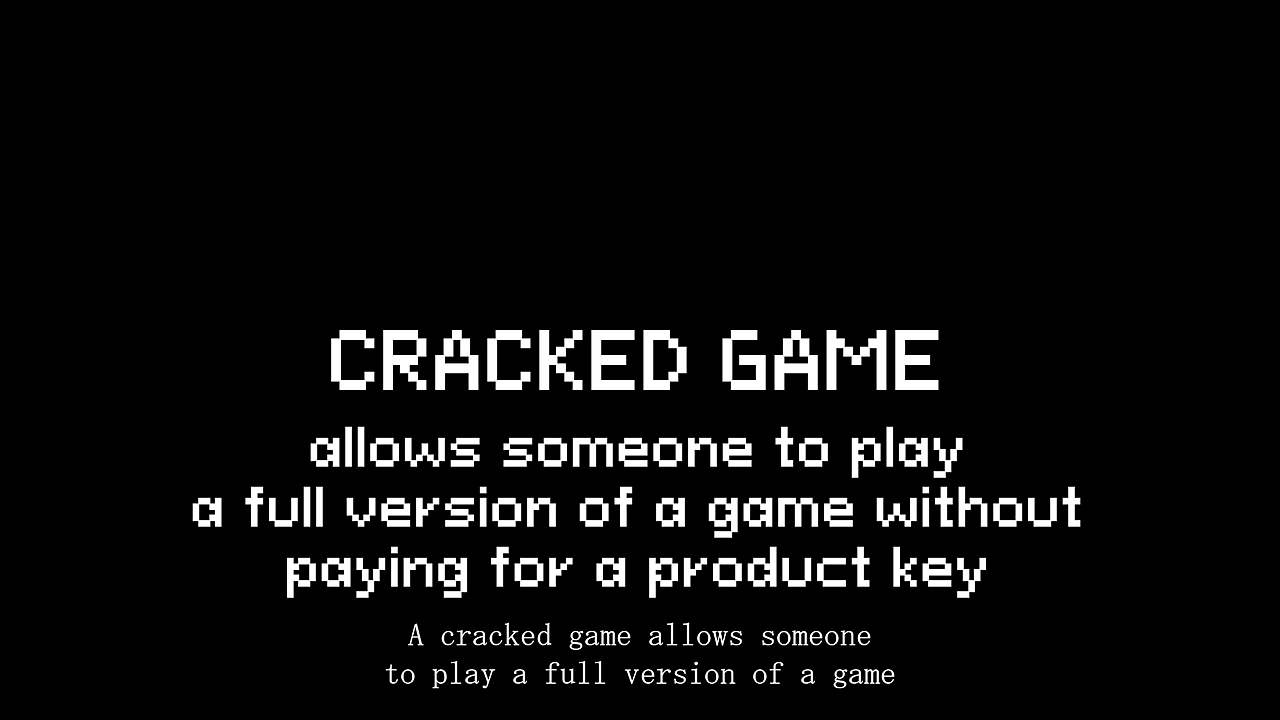 CRACKED GAME
allows someone to play
a full version of a game without
paying for a product key
A cracked game allows someone
to play a full version of a game